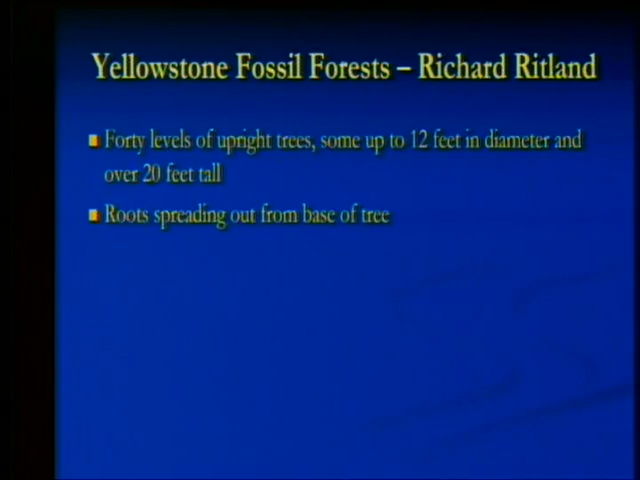 Yellowstone Fossil Forests – Richard Ritland
Forty levels of upright trees, some up to 12 feet in diameter and
over 20 feet tall
Roots spreading out from base of tree